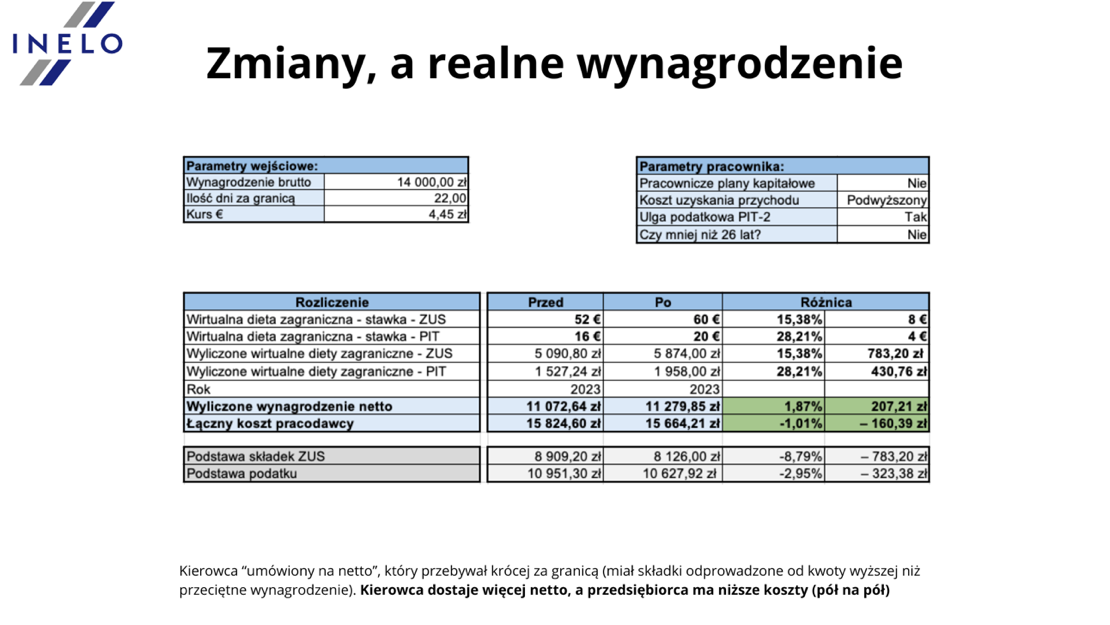 INELO
Zmiany, a realne wynagrodzenie
Parametry wejściowe:
Wynagrodzenie brutto 14 000,00 zł
Ilość dni za granicą 22,00
Kurs € 4,45 zł
Parametry pracownika:
Pracownicze plany kapitałowe Nie
Koszt uzyskania przychodu Podwyższony
Ulga podatkowa PIT-2 Tak
Czy mniej niż 26 lat? Nie
Rozliczenie Przed Po Różnica
Wirtualna dieta zagraniczna - stawka - ZUS 52 € 60 € 15,38% 8 €
Wirtualna dieta zagraniczna - stawka - PIT 16 € 20 € 28,21% 4 €
Wyliczone wirtualne diety zagraniczne - ZUS 5 090,80 zł 5 874,00 zł 15,38% 783,20 zł
Wyliczone wirtualne diety zagraniczne - PIT 1 527,24 zł 1 958,00 zł 28,21% 430,76 zł
Rok 2023 2023
Wyliczone wynagrodzenie netto 11 072,64 zł 11 279,85 zł 1,87% 207,21 zł
Łączny koszt pracodawcy 15 824,60 zł 15 664,21 zł -1,01% – 160,39 zł
Podstawa składek ZUS 8 909,20 zł 8 126,00 zł -8,79% – 783,20 zł
Podstawa podatku 10 951,30 zł 10 627,92 zł -2,95% – 323,38 zł
Kierowca “umówiony na netto”, który przebywał krócej za granicą (miał składki odprowadzone od kwoty wyższej niż
przeciętne wynagrodzenie). Kierowca dostaje więcej netto, a przedsiębiorca ma niższe koszty (pół na pół)